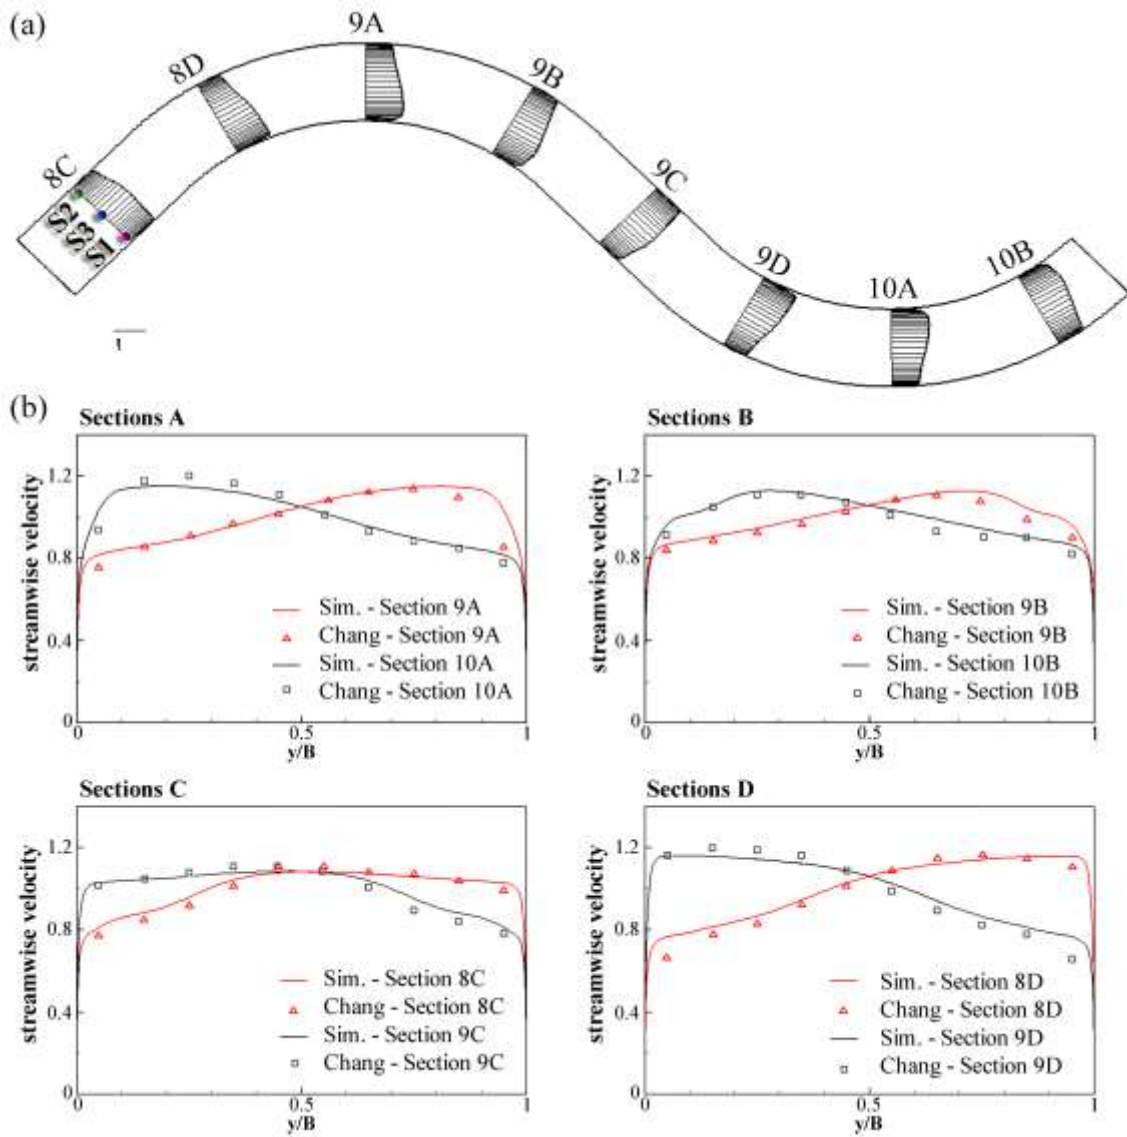 (a)
9A
8D
9B
8C
9C
S2
S3
S1
9D
10A
10B
1
(b)
Sections A
Sections B
streamwise velocity
1.2
0.8
0.4
0
Sim. - Section 9A
Chang - Section 9A
Sim. - Section 10A
Chang - Section 10A
0
0.5
1
y/B
streamwise velocity
1.2
0.8
0.4
0
Sim. - Section 9B
Chang - Section 9B
Sim. - Section 10B
Chang - Section 10B
0
0.5
1
y/B
Sections C
Sections D
streamwise velocity
1.2
0.8
0.4
0
Sim. - Section 8C
Chang - Section 8C
Sim. - Section 9C
Chang - Section 9C
0
0.5
1
y/B
streamwise velocity
1.2
0.8
0.4
0
Sim. - Section 8D
Chang - Section 8D
Sim. - Section 9D
Chang - Section 9D
0
0.5
1
y/B